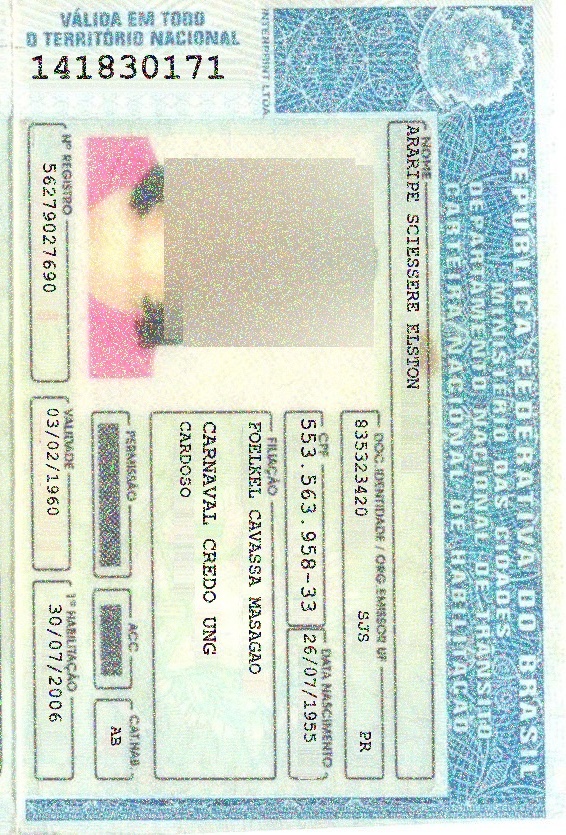 VÁLIDA EM TODO
O TERRITÓRIO NACIONAL
141830171
INTERPRINT LTDA
REPÚBLICA FEDERATIVA DO BRASIL
MINISTÉRIO DAS CIDADES
DEPARTAMENTO NACIONAL DE TRÂNSITO
CARTEIRA NACIONAL DE HABILITAÇÃO
NOME
ARARIPE SCIESSERE ELSTON
DOC. IDENTIDADE / ORG. EMISSOR UF
835323420 SJS PR
CPF
553.563.958-33
DATA NASCIMENTO
26/07/1955
FILIAÇÃO
FOELKEL CAVASSA MASAGAO
CARNAVAL CREDO UNG
CARDOSO
PERMISSÃO
ACC
CAT.HAB
AB
Nº REGISTRO
56279027690
VALIDADE
03/02/1960
1ª HABILITAÇÃO
30/07/2006